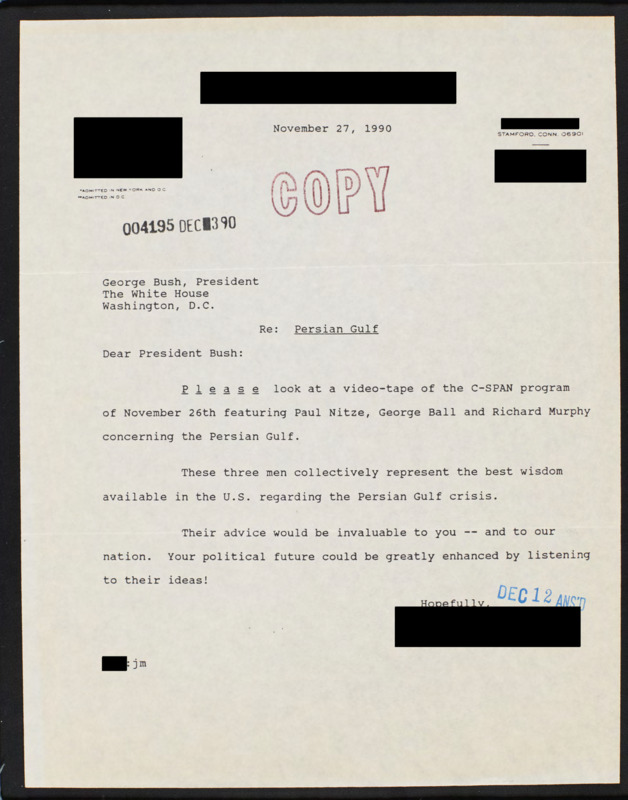 November 27, 1990
STAMFORD, CONN. 06901
*ADMITTED IN NEW YORK AND D.C.
**ADMITTED IN D.C.
COPY
004195 DEC 390
George Bush, President
The White House
Washington, D.C.
Re: Persian Gulf
Dear President Bush:
P l e a s e look at a video-tape of the C-SPAN program
of November 26th featuring Paul Nitze, George Ball and Richard Murphy
concerning the Persian Gulf.
These three men collectively represent the best wisdom
available in the U.S. regarding the Persian Gulf crisis.
Their advice would be invaluable to you -- and to our
nation. Your political future could be greatly enhanced by listening
to their ideas!
Hopefully,
DEC 12 ANS'D
:jm